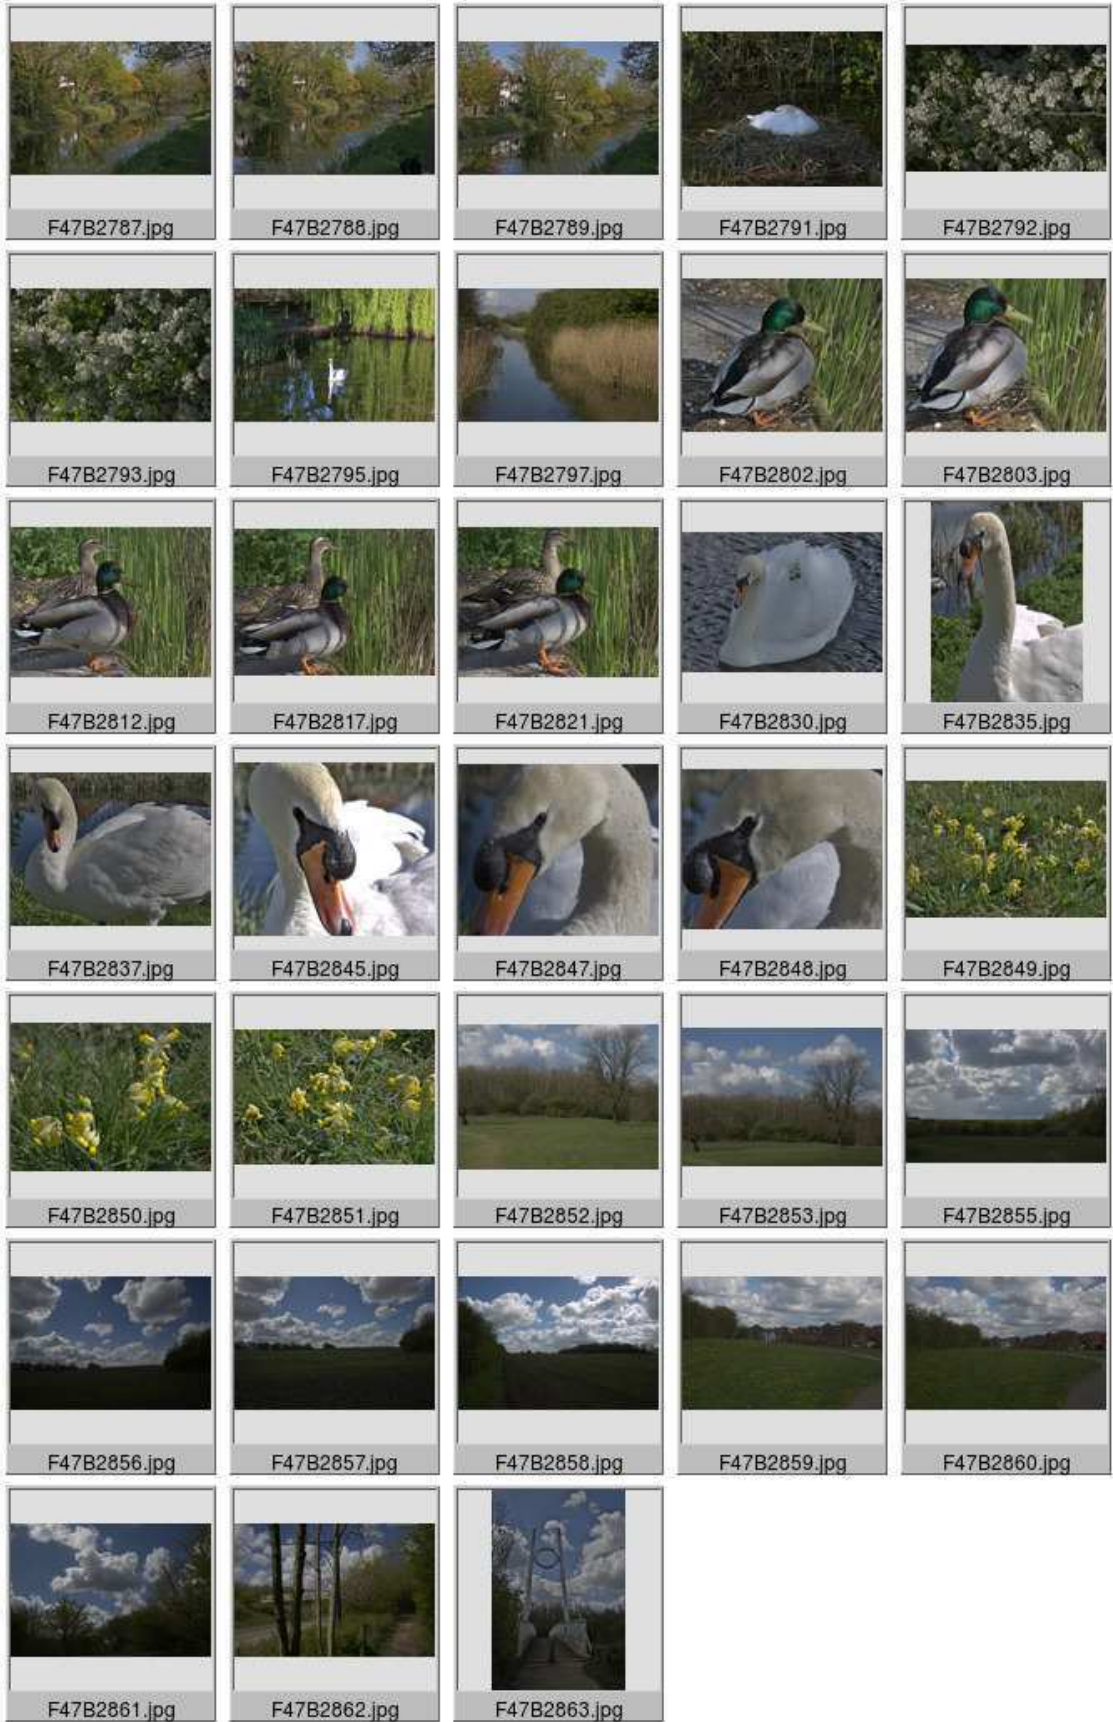 F47B2787.jpg F47B2788.jpg F47B2789.jpg F47B2791.jpg F47B2792.jpg
F47B2793.jpg F47B2795.jpg F47B2797.jpg F47B2802.jpg F47B2803.jpg
F47B2812.jpg F47B2817.jpg F47B2821.jpg F47B2830.jpg F47B2835.jpg
F47B2837.jpg F47B2845.jpg F47B2847.jpg F47B2848.jpg F47B2849.jpg
F47B2850.jpg F47B2851.jpg F47B2852.jpg F47B2853.jpg F47B2855.jpg
F47B2856.jpg F47B2857.jpg F47B2858.jpg F47B2859.jpg F47B2860.jpg
F47B2861.jpg F47B2862.jpg F47B2863.jpg